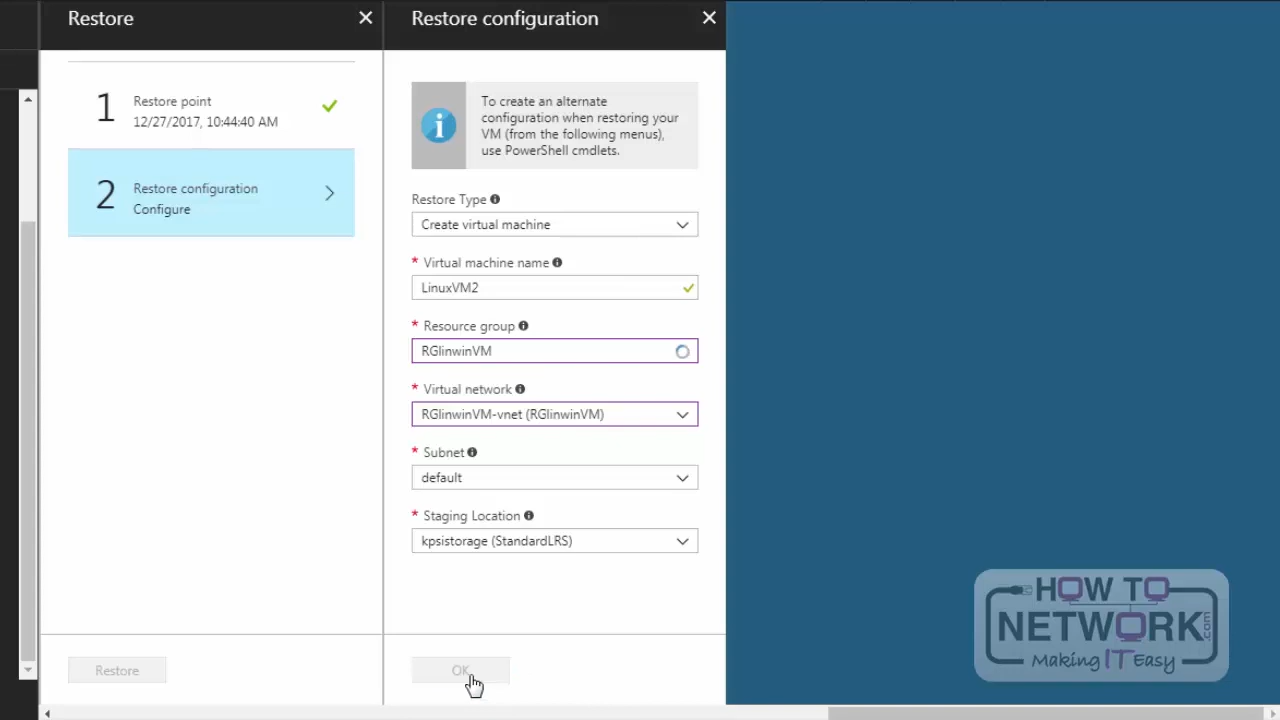 Restore
Restore configuration
1
Restore point
12/27/2017, 10:44:40 AM
2
Restore configuration
Configure
To create an alternate
configuration when restoring your
VM (from the following menus),
use PowerShell cmdlets.
Restore Type
Create virtual machine
* Virtual machine name
LinuxVM2
* Resource group
RGlinwinVM
* Virtual network
RGlinwinVM-vnet (RGlinwinVM)
* Subnet
default
* Staging Location
kpsistorage (StandardLRS)
Restore
OK
HOW TO
NETWORK.com
Making IT Easy